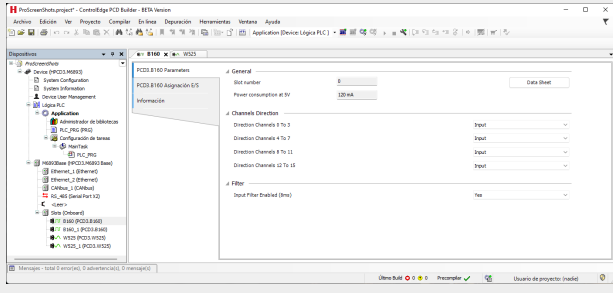 ProScreenShots.project* - ControlEdge PCD Builder - BETA Version
Archivo Edición Ver Proyecto Compilar En línea Depuración Herramientas Ventana Ayuda
Application [Device: Lógica PLC]
Dispositivos
B160 W525
ProScreenShots
Device (HPCD3.M6893)
System Configuration
System Information
Device User Management
Lógica PLC
Application
Administrador de bibliotecas
PLC_PRG (PRG)
Configuración de tareas
MainTask
PLC_PRG
M6893Base (HPCD3.M6893 Base)
Ethernet_1 (Ethernet)
Ethernet_2 (Ethernet)
CANbus_1 (CANbus)
RS_485 (Serial Port X2)
<Leer>
Slots (Onboard)
B160 (PCD3.B160)
B160_1 (PCD3.B160)
W525 (PCD3.W525)
W525_1 (PCD3.W525)
PCD3.B160 Parameters
PCD3.B160 Asignación E/S
Información
General
Slot number 0 Data Sheet
Power consumption at 5V 120 mA
Channels Direction
Direction Channels 0 To 3 Input
Direction Channels 4 To 7 Input
Direction Channels 8 To 11 Input
Direction Channels 12 To 15 Input
Filter
Input Filter Enabled (8ms) Yes
Mensajes - total 0 error(es), 0 advertencia(s), 0 mensaje(s)
Último Build 0 0 Precompilar Usuario de proyecto: (nadie)